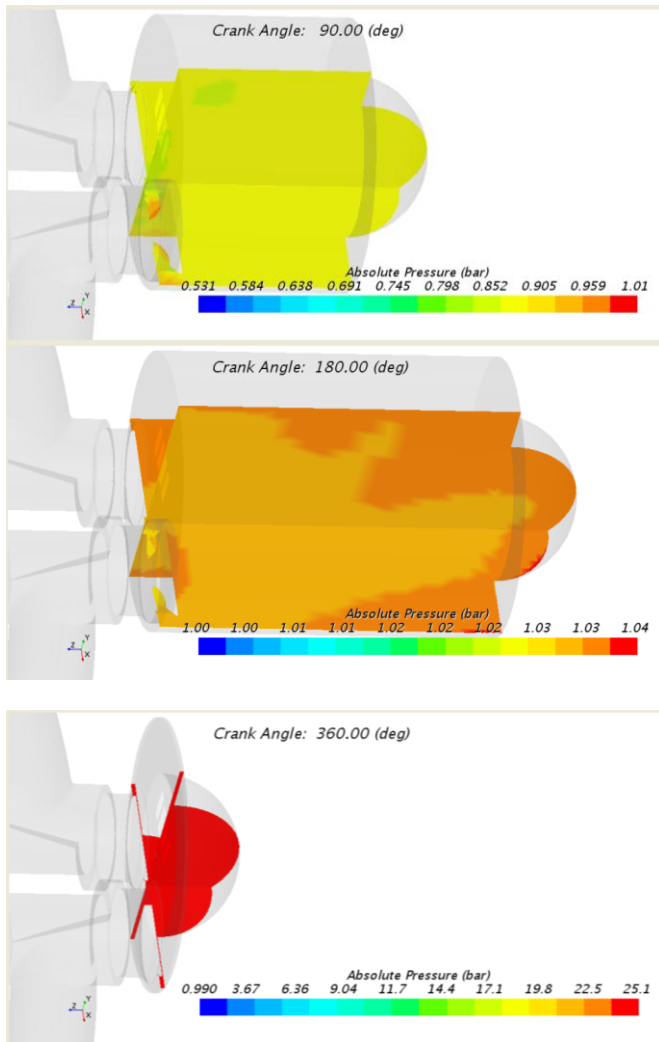 Crank Angle: 90.00 (deg)
Absolute Pressure (bar)
0.531 0.584 0.638 0.691 0.745 0.798 0.852 0.905 0.959 1.01
Z Y X
Crank Angle: 180.00 (deg)
Absolute Pressure (bar)
1.00 1.00 1.01 1.01 1.02 1.02 1.02 1.03 1.03 1.04
Z Y X
Crank Angle: 360.00 (deg)
Absolute Pressure (bar)
0.990 3.67 6.36 9.04 11.7 14.4 17.1 19.8 22.5 25.1
Z Y X